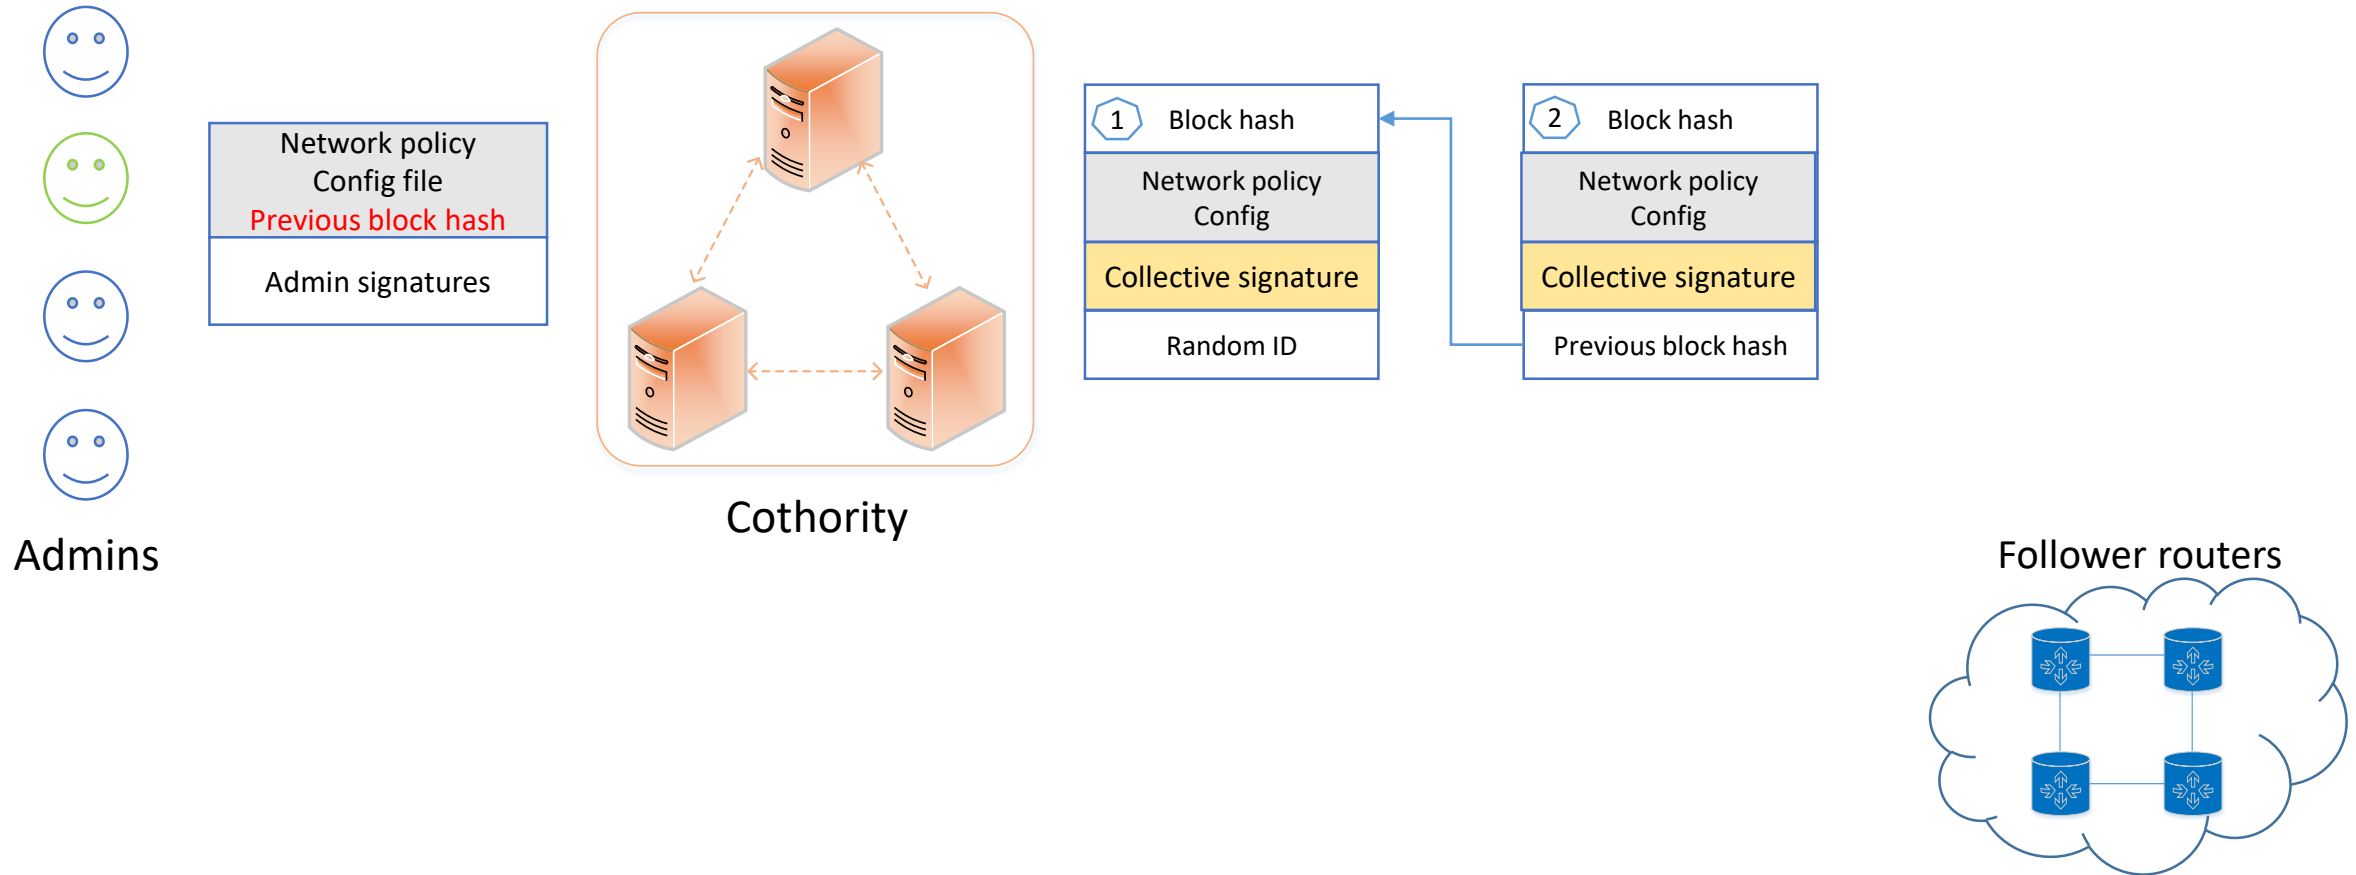 Admins
Network policy
Config file
Previous block hash
Admin signatures
Cothority
1
Block hash
Network policy
Config
Collective signature
Random ID
2
Block hash
Network policy
Config
Collective signature
Previous block hash
Follower routers